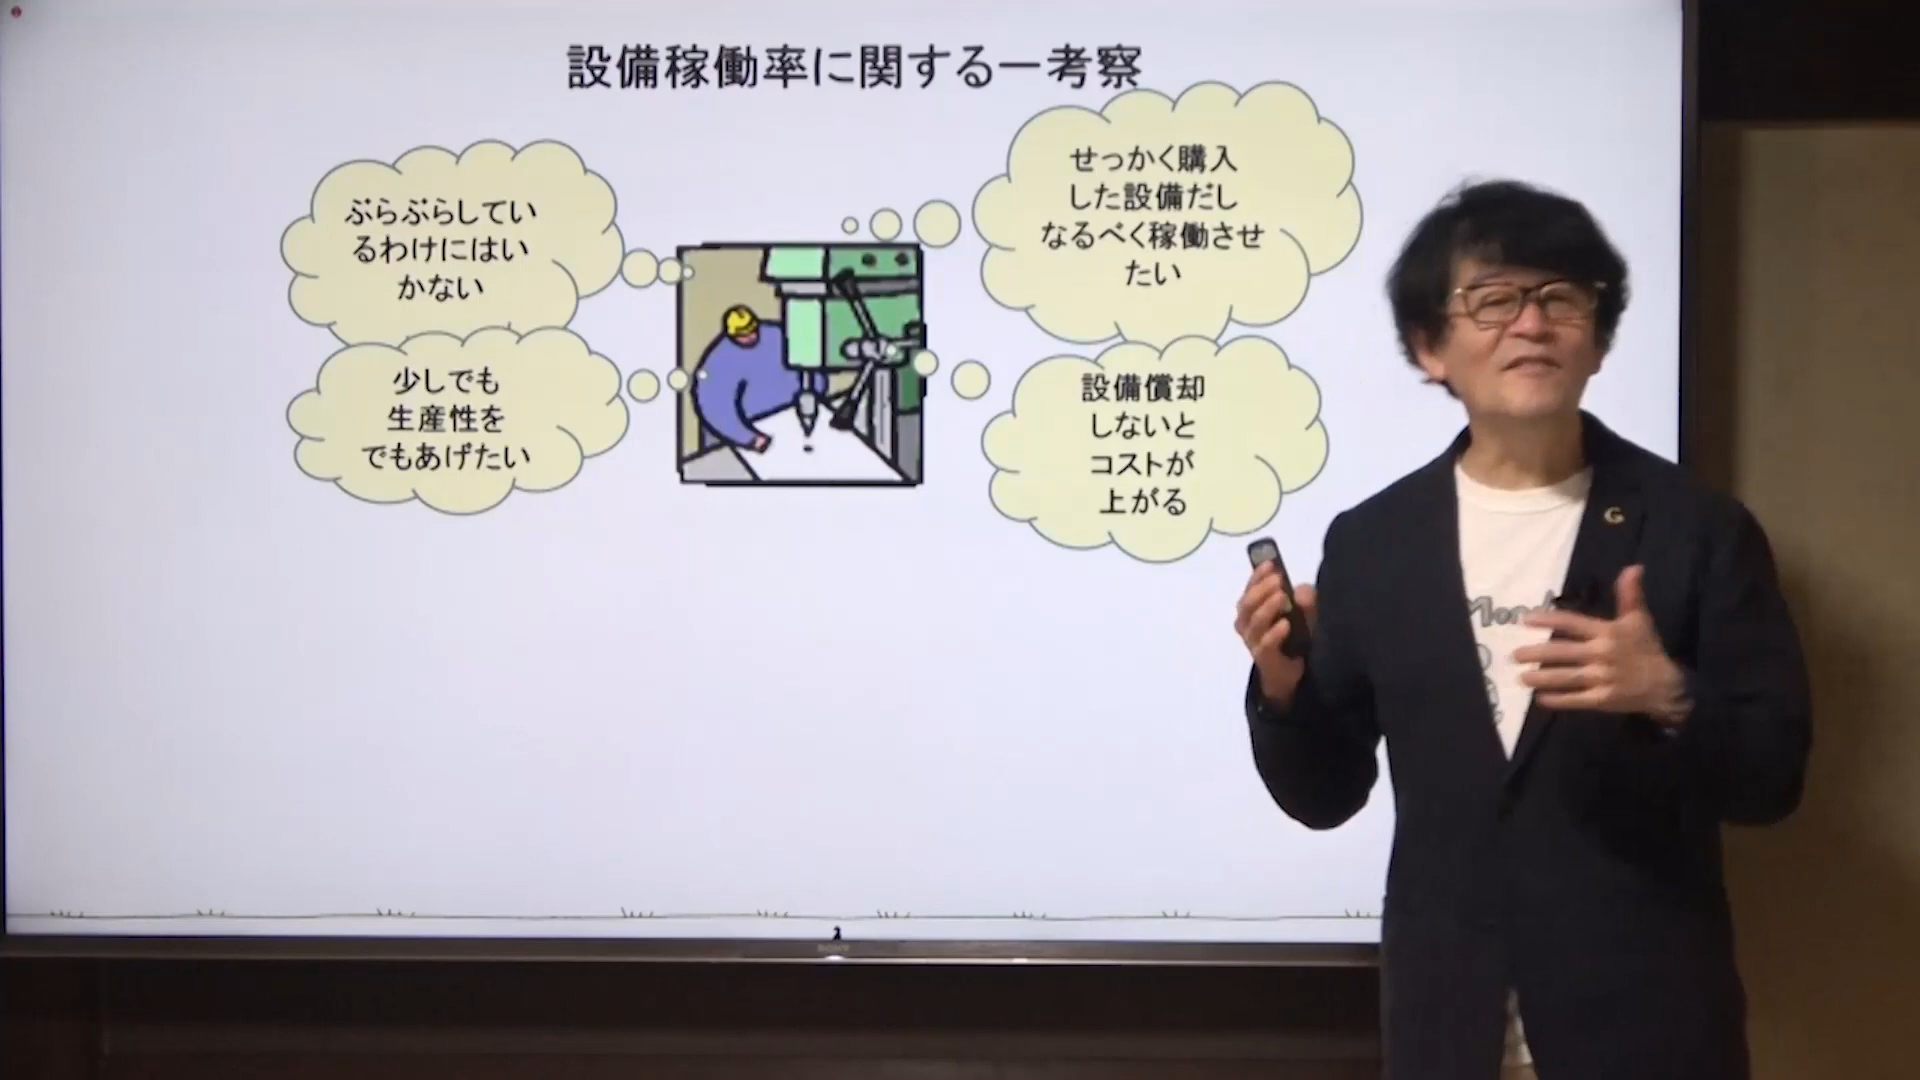 設備稼働率に関する一考察
ぶらぶらしてい
るわけにはい
かない
せっかく購入
した設備だし
なるべく稼働させ
たい
少しでも
生産性を
でもあげたい
設備償却
しないと
コストが
上がる
G
SONY